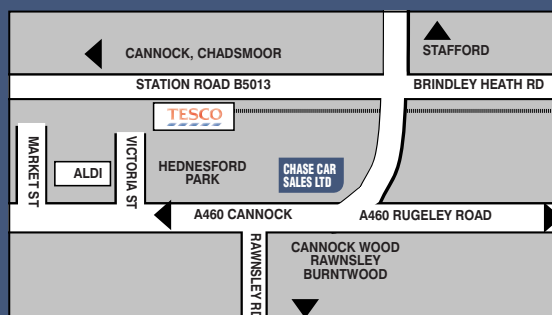 STAFFORD
CANNOCK, CHADSMOOR
STATION ROAD B5013
BRINDLEY HEATH RD
TESCO
MARKET ST
ALDI
VICTORIA ST
HEDNESFORD
PARK
CHASE CAR
SALES LTD
A460 CANNOCK
A460 RUGELEY ROAD
RAWNSLEY RD
CANNOCK WOOD
RAWNSLEY
BURNTWOOD